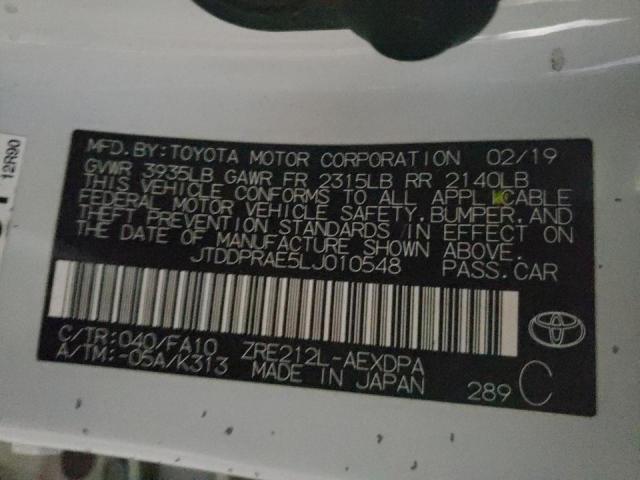 MFD.BY:TOYOTA MOTOR CORPORATION 02/19
GVWR 3935LB GAWR FR 2315LB RR 2140LB
THIS VEHICLE CONFORMS TO ALL APPL CABLE
FEDERAL MOTOR VEHICLE SAFETY,BUMPER,AND
THEFT PREVENTION STANDARDS IN EFFECT ON
THE DATE OF MANUFACTURE SHOWN ABOVE.
JTDDPRAE5LJ010548 PASS.CAR
C/TR:040/FA10 ZRE212L-AEXDPA
A/TM:-05A/K313 MADE IN JAPAN 289 C